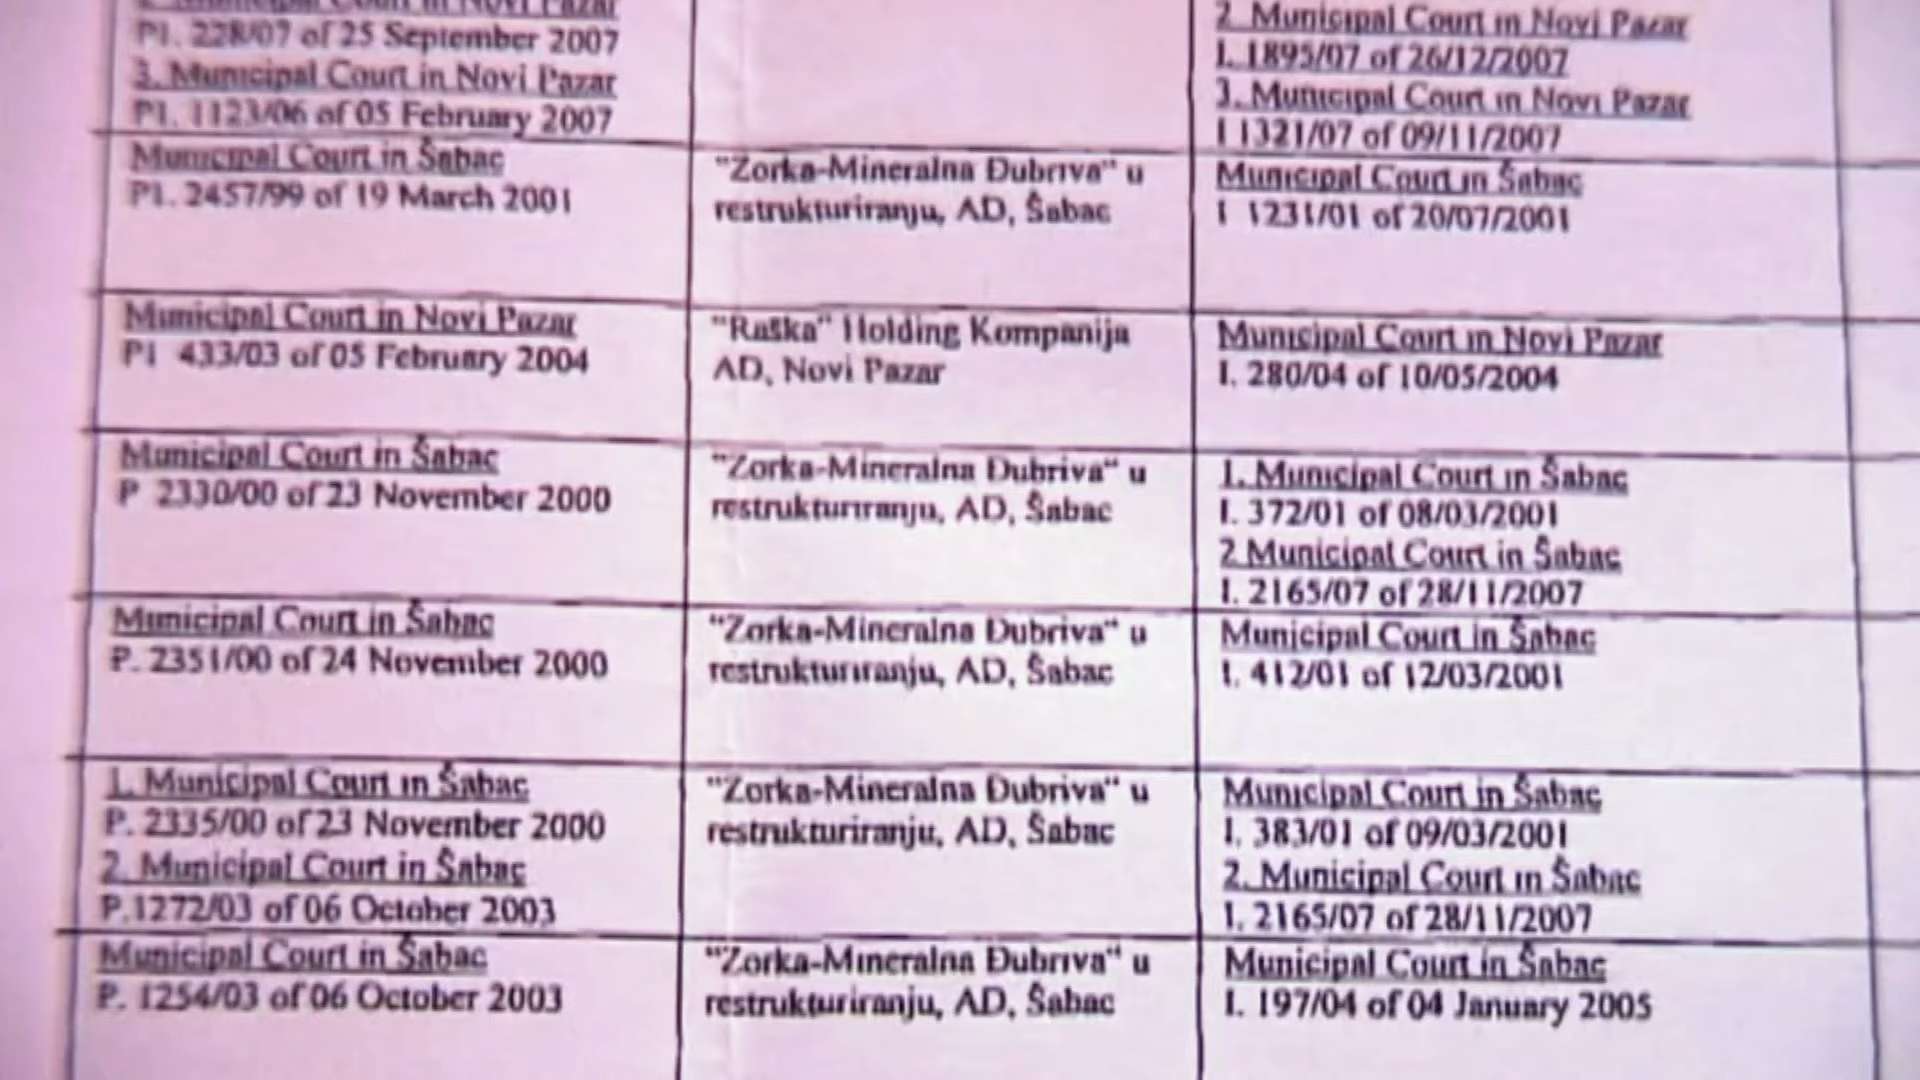 2. Municipal Court in Novi Pazar
P1. 228/07 of 25 September 2007
3. Municipal Court in Novi Pazar
P1. 1123/06 of 05 February 2007
2. Municipal Court in Novi Pazar
I. 1895/07 of 26/12/2007
3. Municipal Court in Novi Pazar
I 1321/07 of 09/11/2007
Municipal Court in Šabac
P1. 2457/99 of 19 March 2001
"Zorka-Mineralna Đubriva" u
restrukturiranju, AD, Šabac
Municipal Court in Šabac
I 1231/01 of 20/07/2001
Municipal Court in Novi Pazar
P1 433/03 of 05 February 2004
"Raška" Holding Kompanija
AD, Novi Pazar
Municipal Court in Novi Pazar
I. 280/04 of 10/05/2004
Municipal Court in Šabac
P 2330/00 of 23 November 2000
"Zorka-Mineralna Đubriva" u
restrukturiranju, AD, Šabac
1. Municipal Court in Šabac
I. 372/01 of 08/03/2001
2 Municipal Court in Šabac
I. 2165/07 of 28/11/2007
Municipal Court in Šabac
P. 2351/00 of 24 November 2000
"Zorka-Mineralna Đubriva" u
restrukturiranju, AD, Šabac
Municipal Court in Šabac
I. 412/01 of 12/03/2001
1. Municipal Court in Šabac
P. 2335/00 of 23 November 2000
2. Municipal Court in Šabac
P.1272/03 of 06 October 2003
"Zorka-Mineralna Đubriva" u
restrukturiranju, AD, Šabac
Municipal Court in Šabac
I. 383/01 of 09/03/2001
2. Municipal Court in Šabac
I. 2165/07 of 28/11/2007
Municipal Court in Šabac
P. 1254/03 of 06 October 2003
"Zorka-Mineralna Đubriva" u
restrukturiranju, AD, Šabac
Municipal Court in Šabac
I. 197/04 of 04 January 2005